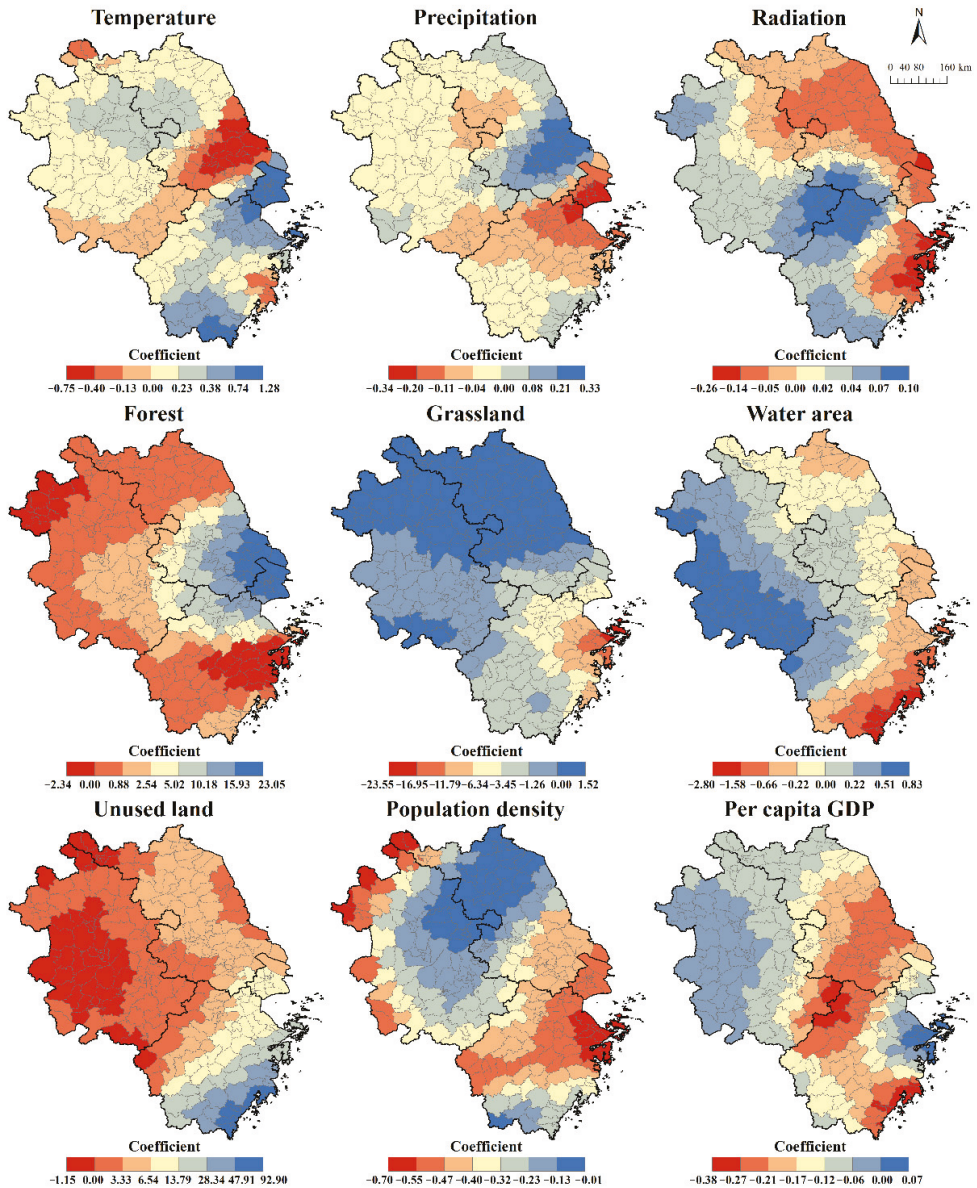 Temperature
Precipitation
Radiation
N
0 40 80 160 km
Coefficient
−0.75 −0.40 −0.13 0.00 0.23 0.38 0.74 1.28
Coefficient
−0.34 −0.20 −0.11 −0.04 0.00 0.08 0.21 0.33
Coefficient
−0.26 −0.14 −0.05 0.00 0.02 0.04 0.07 0.10
Forest
Grassland
Water area
Coefficient
−2.34 0.00 0.88 2.54 5.02 10.18 15.93 23.05
Coefficient
−23.55 −16.95 −11.79 −6.54 −3.45 −1.26 0.00 1.52
Coefficient
−2.80 −1.58 −0.66 −0.22 0.00 0.22 0.51 0.83
Unused land
Population density
Per capita GDP
Coefficient
−1.15 0.00 3.33 6.54 13.79 28.34 47.91 92.90
Coefficient
−0.70 −0.55 −0.47 −0.40 −0.33 −0.24 −0.13 −0.01
Coefficient
−0.38 −0.27 −0.21 −0.17 −0.12 −0.06 0.00 0.07